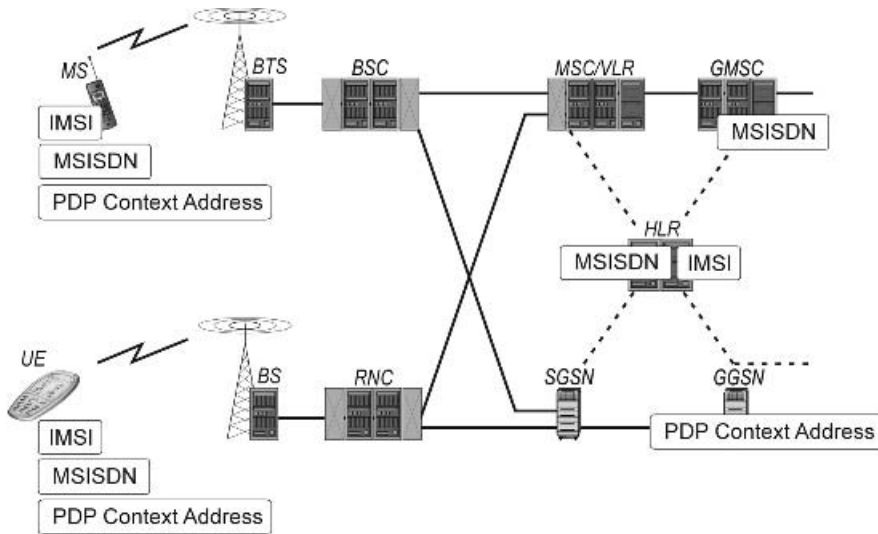 MS
BTS
BSC
MSC/VLR
GMSC
IMSI
MSISDN
MSISDN
PDP Context Address
HLR
MSISDN
IMSI
UE
BS
RNC
SGSN
GGSN
IMSI
PDP Context Address
MSISDN
PDP Context Address